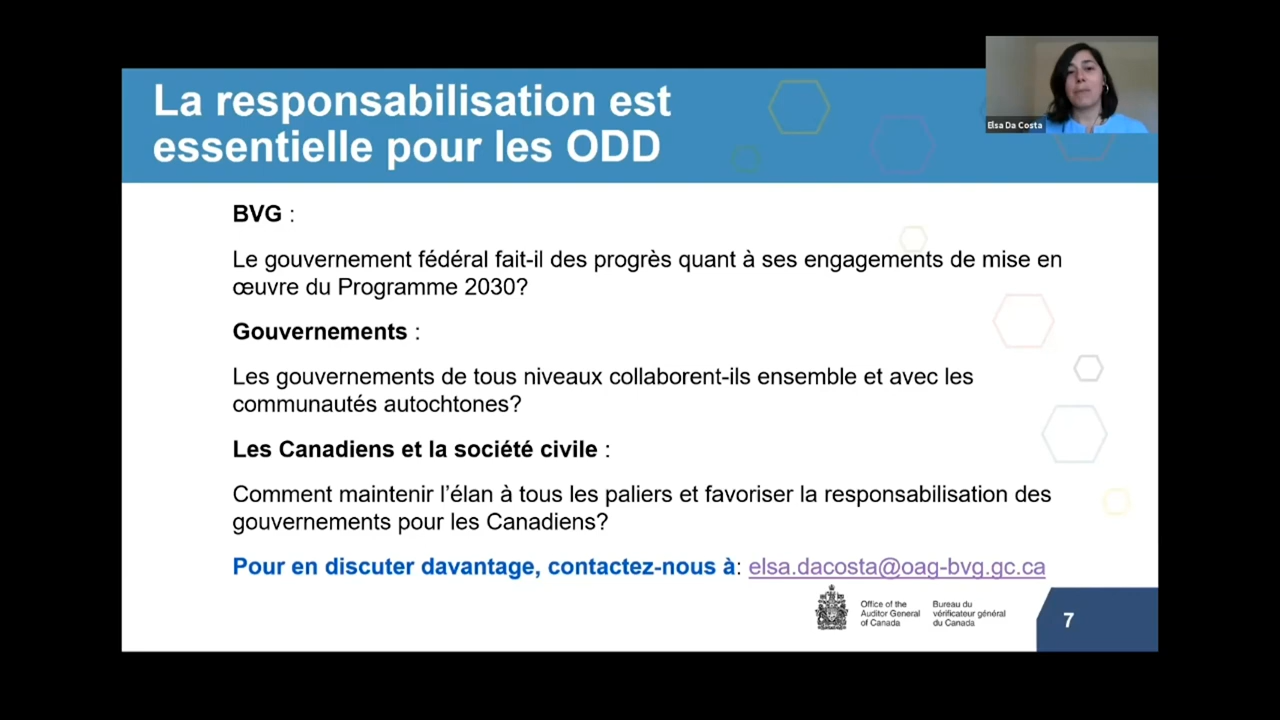 La responsabilisation est
essentielle pour les ODD
Elsa Da Costa
BVG :
Le gouvernement fédéral fait-il des progrès quant à ses engagements de mise en
œuvre du Programme 2030?
Gouvernements :
Les gouvernements de tous niveaux collaborent-ils ensemble et avec les
communautés autochtones?
Les Canadiens et la société civile :
Comment maintenir l’élan à tous les paliers et favoriser la responsabilisation des
gouvernements pour les Canadiens?
Pour en discuter davantage, contactez-nous à: elsa.dacosta@oag-bvg.gc.ca
Office of the
Auditor General
of Canada
Bureau du
vérificateur général
du Canada
7